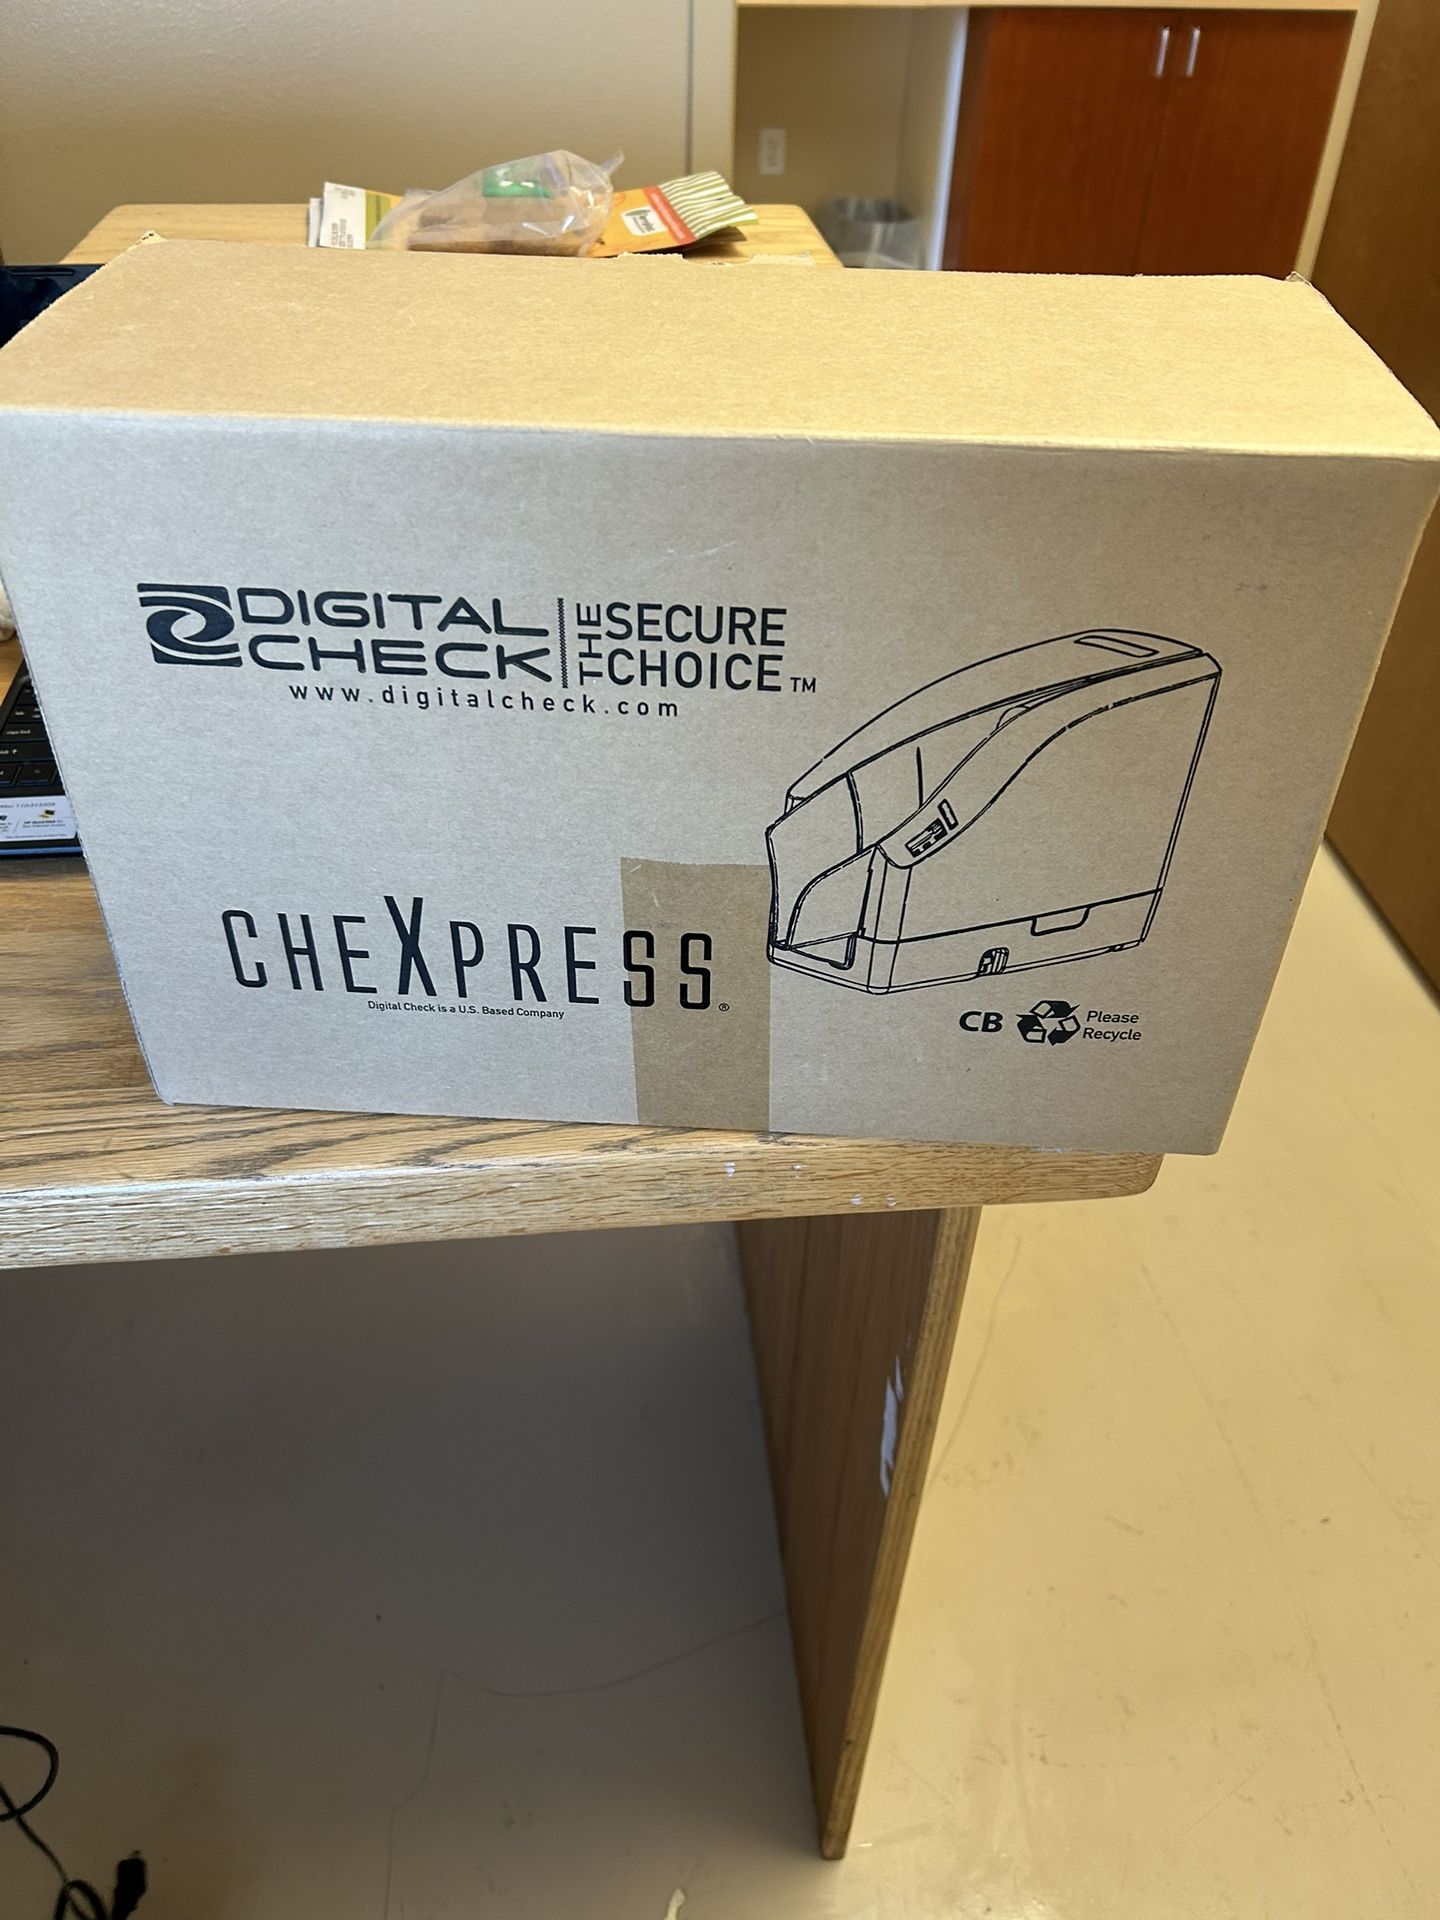 DIGITAL
CHECK
THE
SECURE
CHOICE™
www.digitalcheck.com
CHEXPRESS®
Digital Check is a U.S. Based Company
CB
Please
Recycle